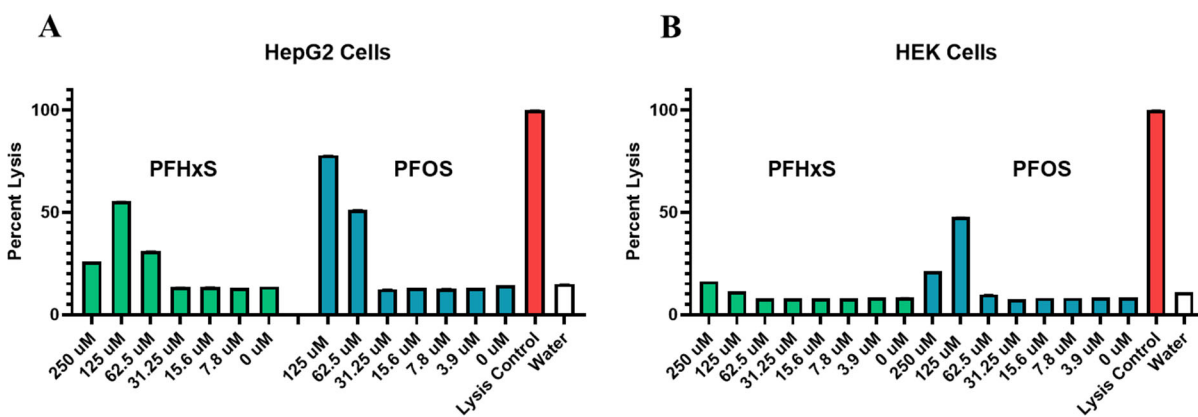 A
HepG2 Cells
Percent Lysis
100
50
0
PFHxS
PFOS
250 uM
125 uM
62.5 uM
31.25 uM
15.6 uM
7.8 uM
0 uM
125 uM
62.5 uM
31.25 uM
15.6 uM
7.8 uM
3.9 uM
0 uM
Lysis Control
Water
B
HEK Cells
Percent Lysis
100
50
0
PFHxS
PFOS
250 uM
125 uM
62.5 uM
31.25 uM
15.6 uM
7.8 uM
3.9 uM
0 uM
250 uM
125 uM
62.5 uM
31.25 uM
15.6 uM
7.8 uM
3.9 uM
0 uM
Lysis Control
Water